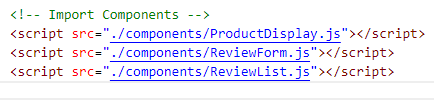 <!-- Import Components -->
<script src="./components/ProductDisplay.js"></script>
<script src="./components/ReviewForm.js"></script>
<script src="./components/ReviewList.js"></script>